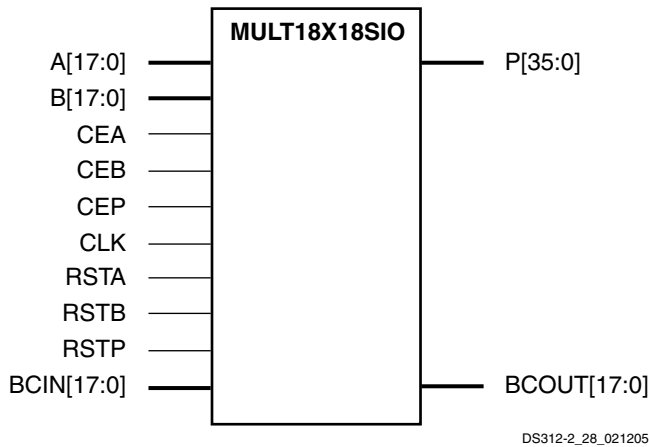 MULT18X18SIO
A[17:0]
P[35:0]
B[17:0]
CEA
CEB
CEP
CLK
RSTA
RSTB
RSTP
BCIN[17:0]
BCOUT[17:0]
DS312-2_28_021205